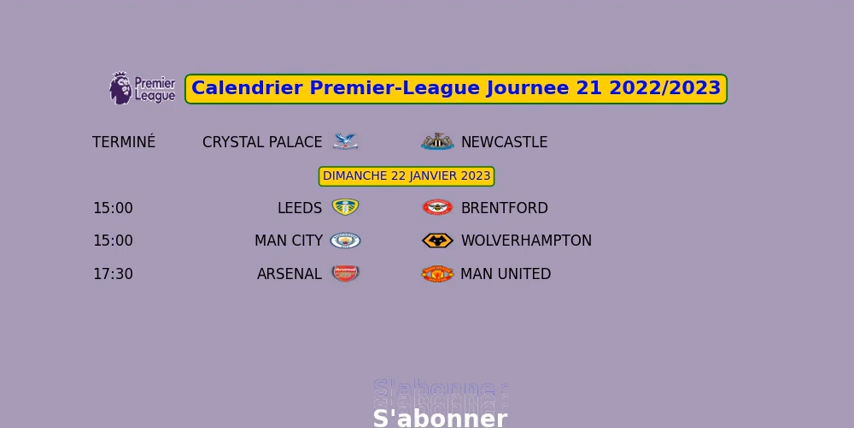 Premier League
Calendrier Premier-League Journee 21 2022/2023
TERMINÉ CRYSTAL PALACE NEWCASTLE
DIMANCHE 22 JANVIER 2023
15:00 LEEDS BRENTFORD
15:00 MAN CITY WOLVERHAMPTON
17:30 ARSENAL MAN UNITED
S'abonner
S'abonner